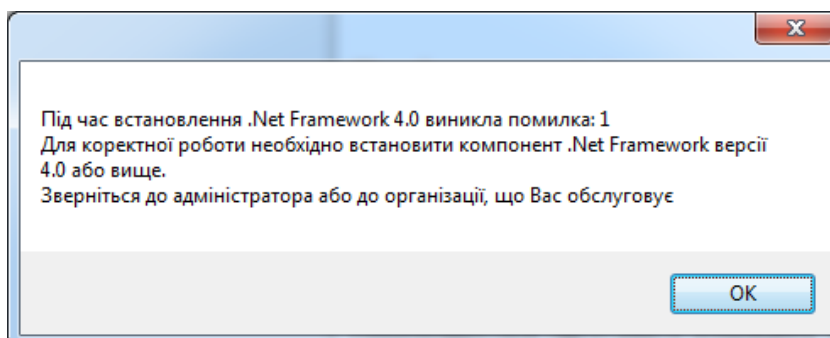 Під час встановлення .Net Framework 4.0 виникла помилка: 1
Для коректної роботи необхідно встановити компонент .Net Framework версії
4.0 або вище.
Зверніться до адміністратора або до організації, що Вас обслуговує
OK